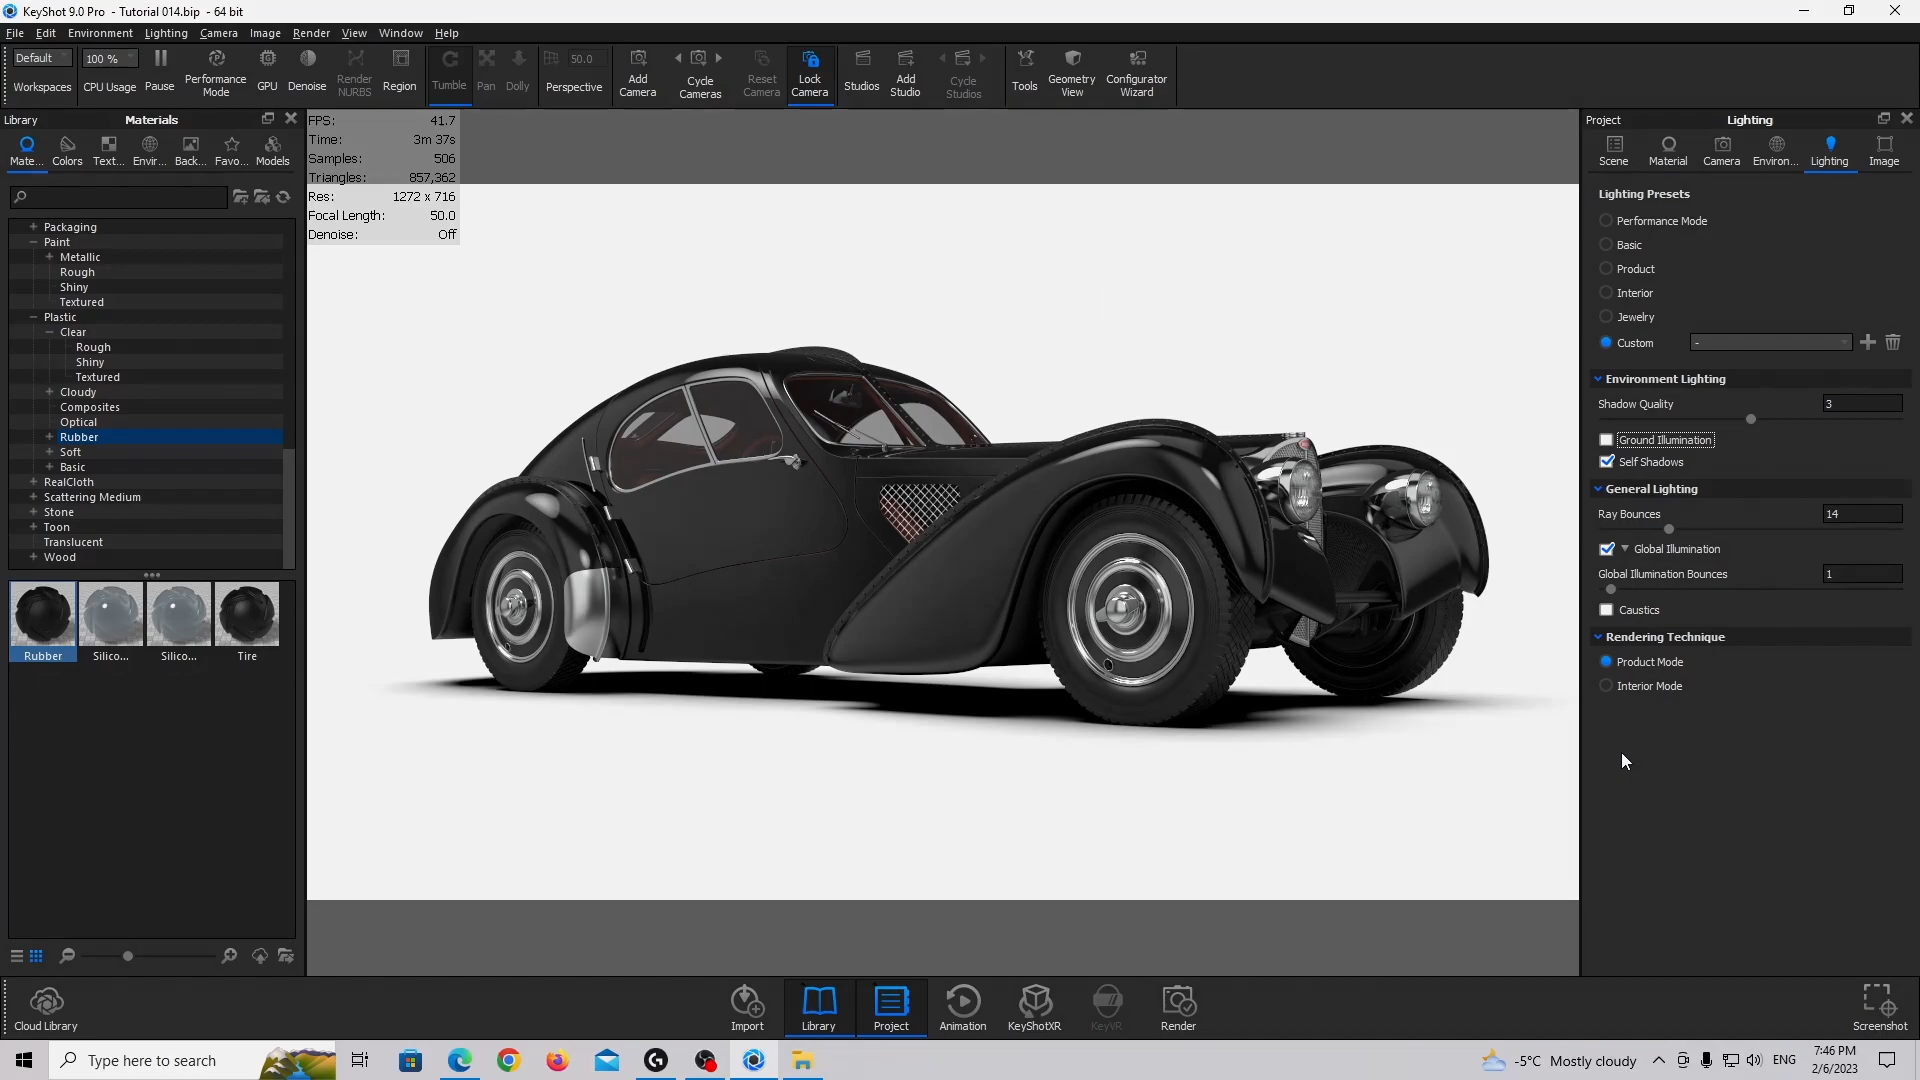 KeyShot 9.0 Pro  - Tutorial 014.bip  - 64 bit
File Edit Environment Lighting Camera Image Render View Window Help
Default 100 % 50.0
Workspaces CPU Usage Pause Performance Mode GPU Denoise Render NURBS Region Tumble Pan Dolly Perspective Add Camera Cycle Cameras Reset Camera Lock Camera Studios Add Studio Cycle Studios Tools Geometry View Configurator Wizard
Library Materials
Mate... Colors Text... Envir... Back... Favo... Models
Packaging
Paint
Metallic
Rough
Shiny
Textured
Plastic
Clear
Rough
Shiny
Textured
Cloudy
Composites
Optical
Rubber
Soft
Basic
RealCloth
Scattering Medium
Stone
Toon
Translucent
Wood
Rubber Silico... Silico... Tire
FPS: 41.7
Time: 3m 37s
Samples: 506
Triangles: 857,362
Res: 1272 x 716
Focal Length: 50.0
Denoise: Off
Project Lighting
Scene Material Camera Environ... Lighting Image
Lighting Presets
Performance Mode
Basic
Product
Interior
Jewelry
Custom -
Environment Lighting
Shadow Quality 3
Ground Illumination
Self Shadows
General Lighting
Ray Bounces 14
Global Illumination
Global Illumination Bounces 1
Caustics
Rendering Technique
Product Mode
Interior Mode
Cloud Library Import Library Project Animation KeyShotXR KeyVR Render Screenshot
Type here to search -5°C Mostly cloudy ENG 7:46 PM
2/6/2023